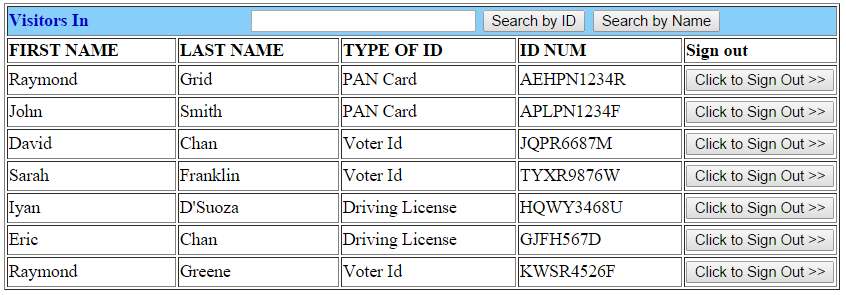 Visitors In Search by ID Search by Name
FIRST NAME LAST NAME TYPE OF ID ID NUM Sign out
Raymond Grid PAN Card AEHPN1234R Click to Sign Out >>
John Smith PAN Card APLPN1234F Click to Sign Out >>
David Chan Voter Id JQPR6687M Click to Sign Out >>
Sarah Franklin Voter Id TYXR9876W Click to Sign Out >>
Iyan D'Suoza Driving License HQWY3468U Click to Sign Out >>
Eric Chan Driving License GJFH567D Click to Sign Out >>
Raymond Greene Voter Id KWSR4526F Click to Sign Out >>